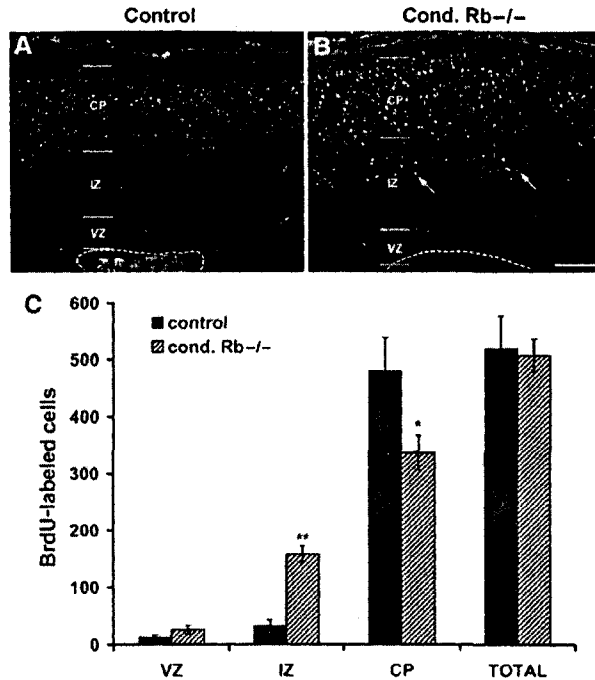 Control
Cond. Rb−/−
A
B
CP
CP
IZ
IZ
VZ
VZ
C
control
cond. Rb−/−
BrdU-labeled cells
600
500
400
300
200
100
0
##
*
VZ
IZ
CP
TOTAL